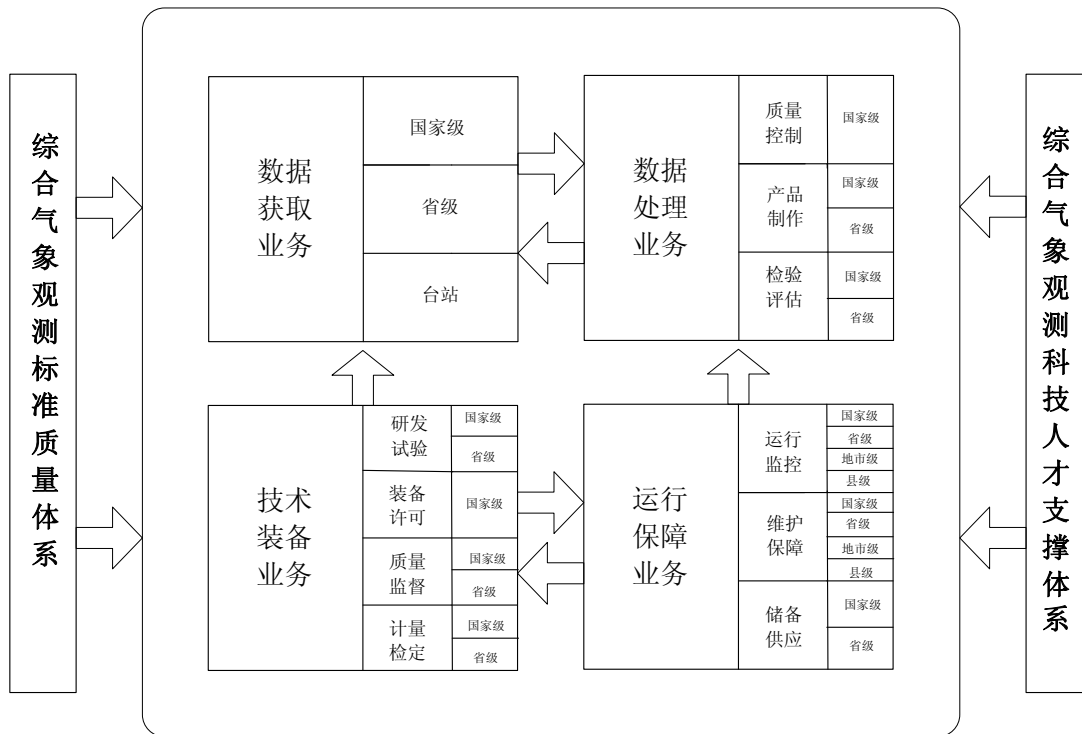 综合气象观测标准质量体系
数据
获取
业务
国家级
省级
台站
数据
处理
业务
质量
控制
国家级
产品
制作
国家级
省级
检验
评估
国家级
省级
技术
装备
业务
研发
试验
国家级
省级
装备
许可
国家级
质量
监督
国家级
省级
计量
检定
国家级
省级
运行
保障
业务
运行
监控
国家级
省级
地市级
县级
维护
保障
国家级
省级
地市级
县级
储备
供应
国家级
省级
综合气象观测科技人才支撑体系